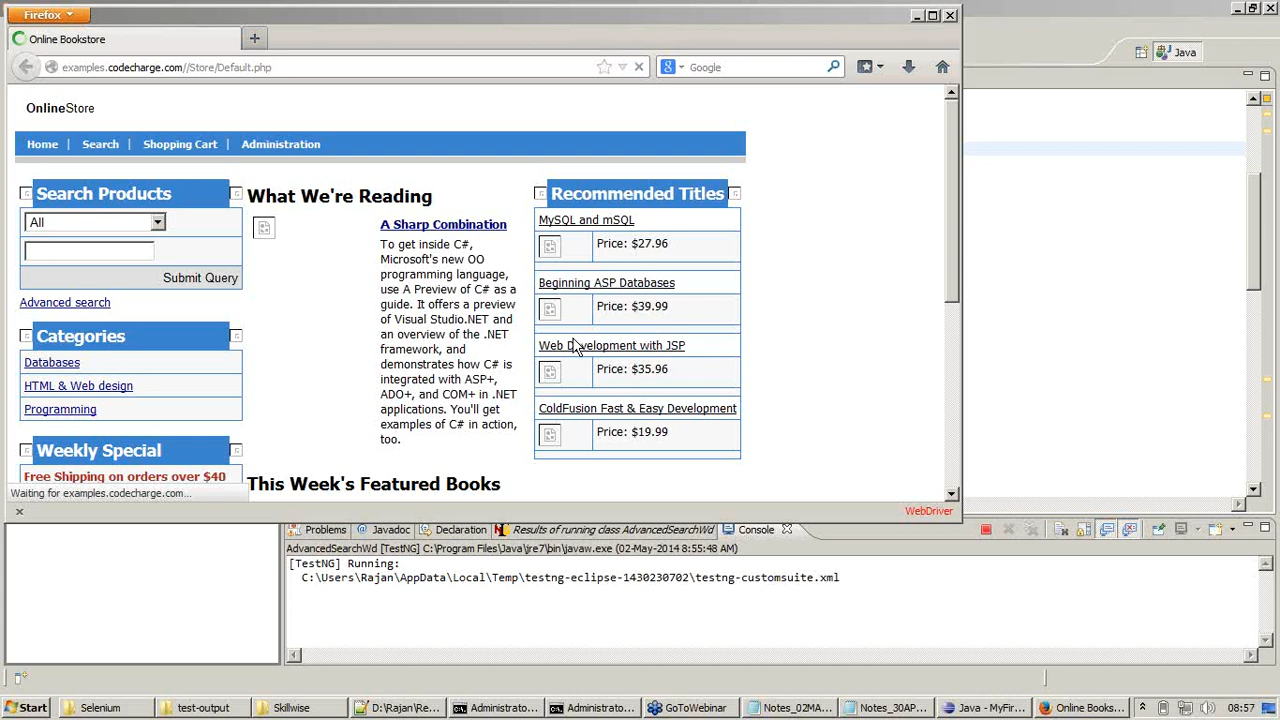 Firefox
Online Bookstore
Java
examples.codecharge.com//Store/Default.php
Google
OnlineStore
Home | Search | Shopping Cart | Administration
Search Products
All
Submit Query
Advanced search
Categories
Databases
HTML & Web design
Programming
Weekly Special
Free Shipping on orders over $40
What We're Reading
A Sharp Combination
To get inside C#,
Microsoft's new OO
programming language,
use A Preview of C# as a
guide. It offers a preview
of Visual Studio.NET and
an overview of the .NET
framework, and
demonstrates how C# is
integrated with ASP+,
ADO+, and COM+ in .NET
applications. You'll get
examples of C# in action,
too.
This Week's Featured Books
Recommended Titles
MySQL and mSQL
Price: $27.96
Beginning ASP Databases
Price: $39.99
Web Development with JSP
Price: $35.96
ColdFusion Fast & Easy Development
Price: $19.99
Waiting for examples.codecharge.com...
WebDriver
Problems @ Javadoc Declaration Results of running class AdvancedSearchWd Console
AdvancedSearchWd [TestNG] C:\Program Files\Java\jre7\bin\javaw.exe (02-May-2014 8:55:48 AM)
[TestNG] Running:
C:\Users\Rajan\AppData\Local\Temp\testng-eclipse-1430230702\testng-customsuite.xml
Start Selenium test-output Skillwise D:\Rajan\Re... Administrato... Administrato... GoToWebinar Notes_02MA... Notes_30AP... Java - MyFir... Online Books... 08:57